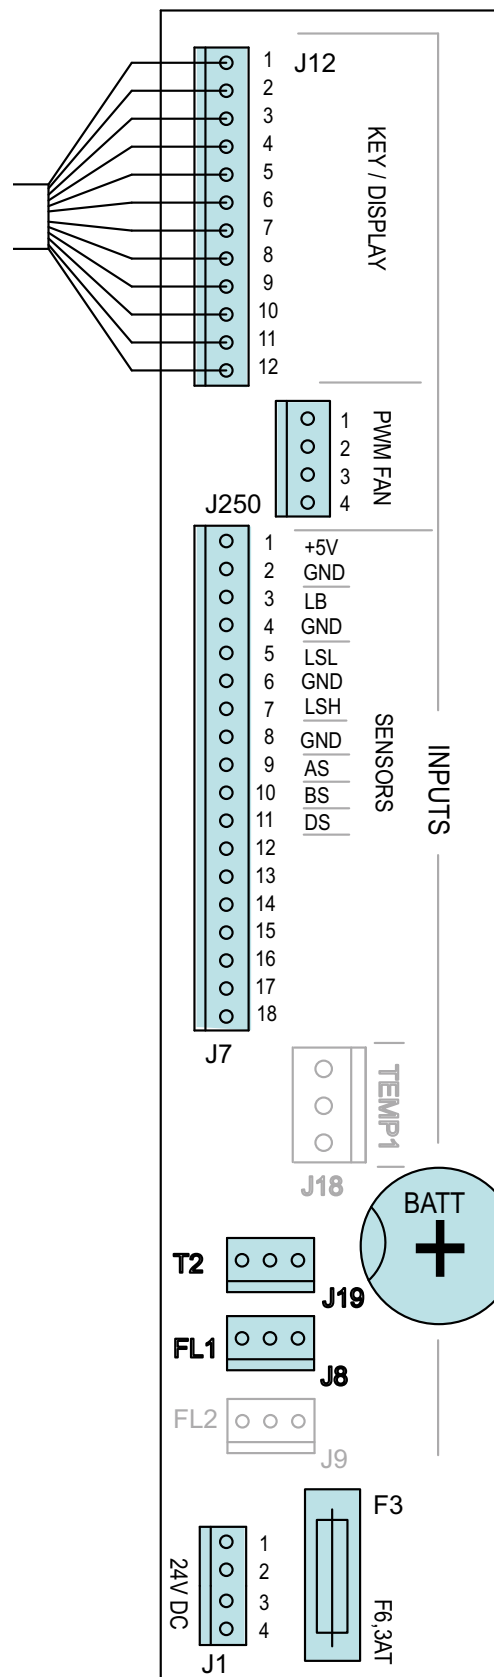 1
J12
2
3
4
5
6
7
8
9
10
11
12
KEY / DISPLAY
1
2
3
4
PWM FAN
J250
1 +5V
2 GND
3 LB
4 GND
5 LSL
6 GND
7 LSH
8 GND
9 AS
10 BS
11 DS
12
13
14
15
16
17
18
SENSORS
INPUTS
J7
TEMP1
J18
BATT
+
T2
J19
FL1
J8
FL2
J9
F3
1
2
3
4
24V DC
F6,3AT
J1